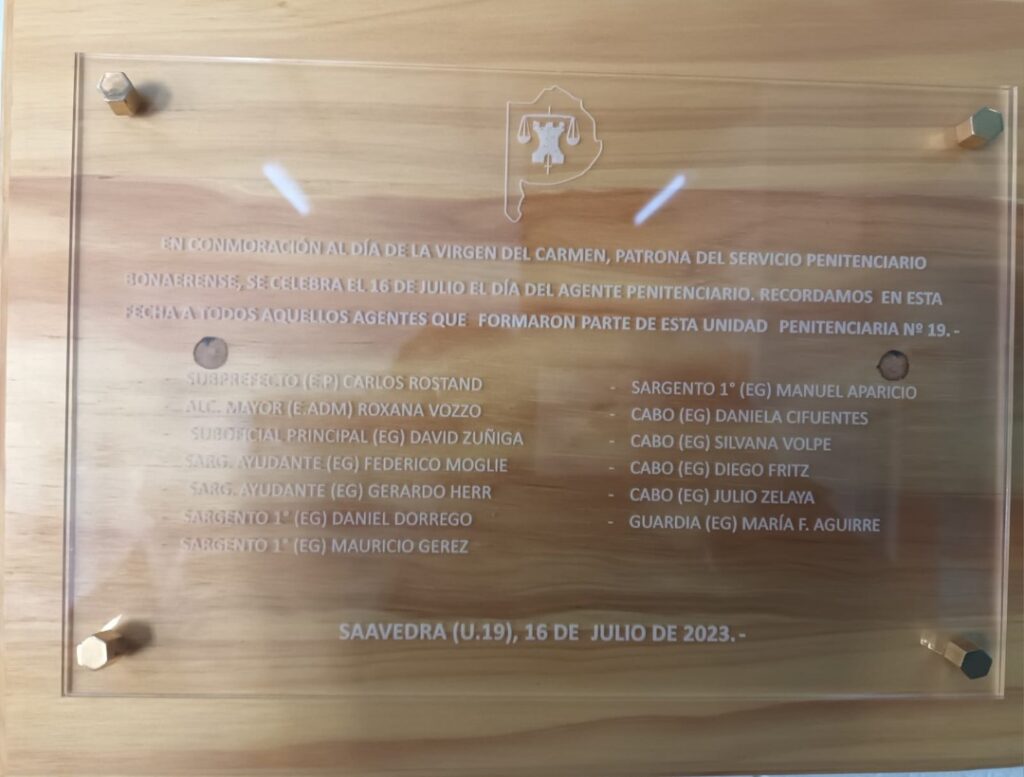 EN CONMORACIÓN AL DÍA DE LA VIRGEN DEL CARMEN, PATRONA DEL SERVICIO PENITENCIARIO
BONAERENSE, SE CELEBRA EL 16 DE JULIO EL DÍA DEL AGENTE PENITENCIARIO. RECORDAMOS EN ESTA
FECHA A TODOS AQUELLOS AGENTES QUE FORMARON PARTE DE ESTA UNIDAD PENITENCIARIA Nº 19.-
- SUBPREFECTO (E.P) CARLOS ROSTAND
- ALC. MAYOR (E.ADM) ROXANA VOZZO
- SUBOFICIAL PRINCIPAL (EG) DAVID ZUÑIGA
- SARG. AYUDANTE (EG) FEDERICO MOGLIE
- SARG. AYUDANTE (EG) GERARDO HERR
- SARGENTO 1° (EG) DANIEL DORREGO
- SARGENTO 1° (EG) MAURICIO GEREZ
- SARGENTO 1° (EG) MANUEL APARICIO
- CABO (EG) DANIELA CIFUENTES
- CABO (EG) SILVANA VOLPE
- CABO (EG) DIEGO FRITZ
- CABO (EG) JULIO ZELAYA
- GUARDIA (EG) MARÍA F. AGUIRRE
SAAVEDRA (U.19), 16 DE JULIO DE 2023.-